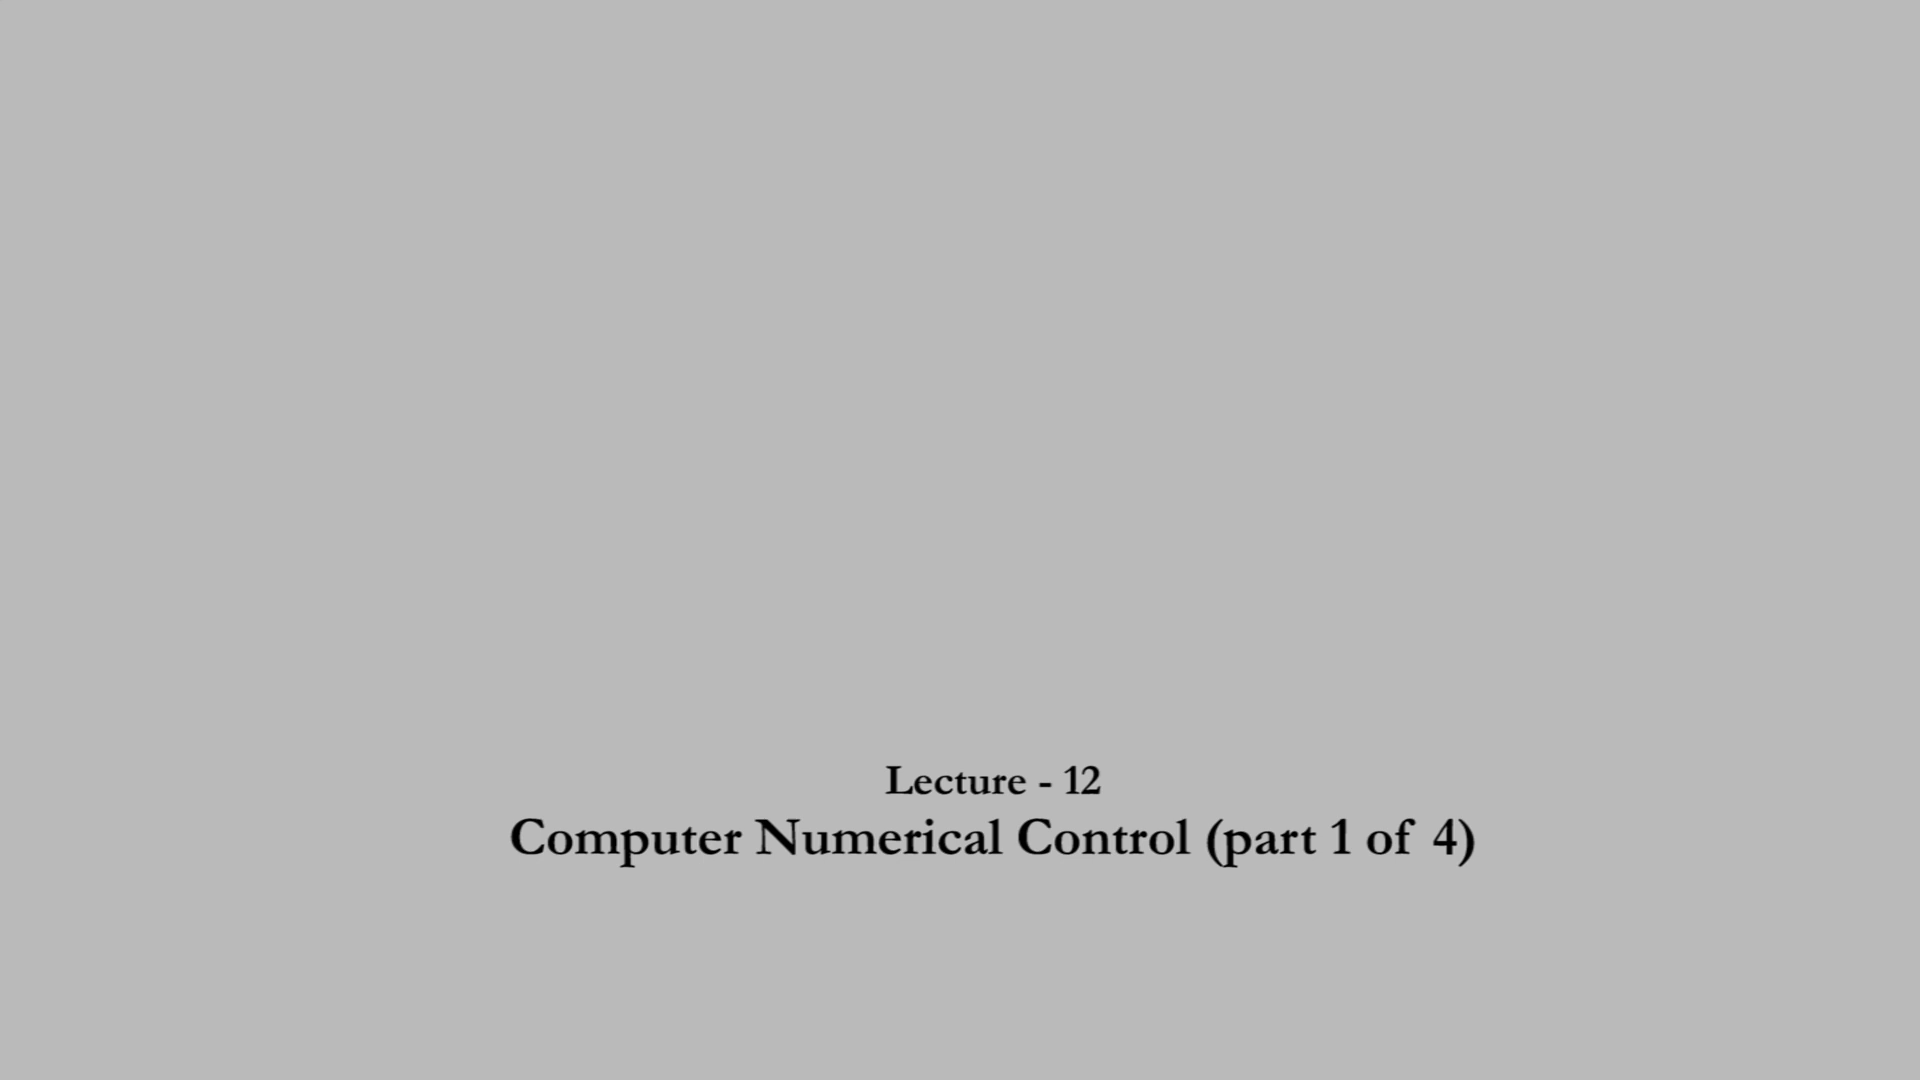 Lecture - 12
Computer Numerical Control (part 1 of 4)